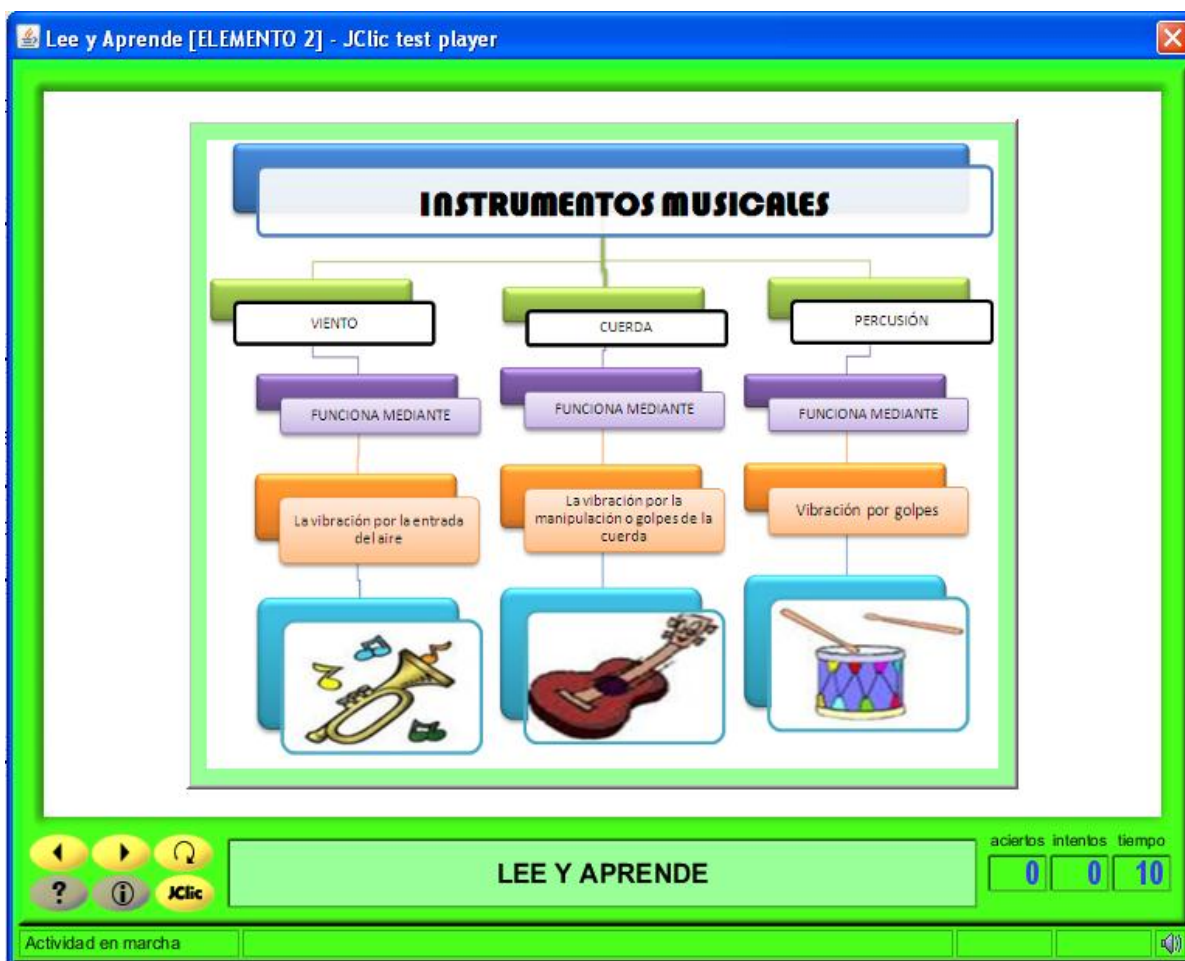 Lee y Aprende [ELEMENTO 2] - JClic test player
INSTRUMENTOS MUSICALES
VIENTO
CUERDA
PERCUSIÓN
FUNCIONA MEDIANTE
FUNCIONA MEDIANTE
FUNCIONA MEDIANTE
La vibración por la entrada
del aire
La vibración por la
manipulación o golpes de la
cuerda
Vibración por golpes
aciertos intentos tiempo
0 0 10
? i JClic
LEE Y APRENDE
Actividad en marcha